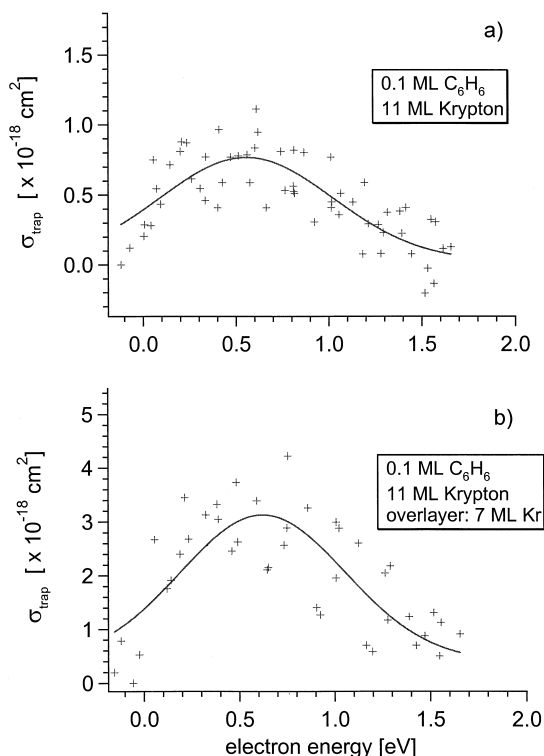 a)
1.5
1.0
0.5
0.0
σtrap [ x 10⁻¹⁸ cm²]
0.1 ML C₆H₆
11 ML Krypton
0.0 0.5 1.0 1.5 2.0
b)
5
4
3
2
1
0
σtrap [ x 10⁻¹⁸ cm²]
0.1 ML C₆H₆
11 ML Krypton
overlayer: 7 ML Kr
0.0 0.5 1.0 1.5 2.0
electron energy [eV]